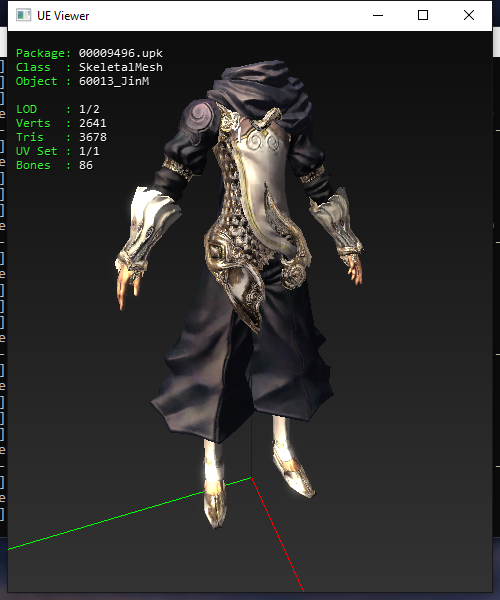 UE Viewer
Package: 00009496.upk
Class  : SkeletalMesh
Object : 60013_JinM
LOD    : 1/2
Verts  : 2641
Tris   : 3678
UV Set : 1/1
Bones  : 86